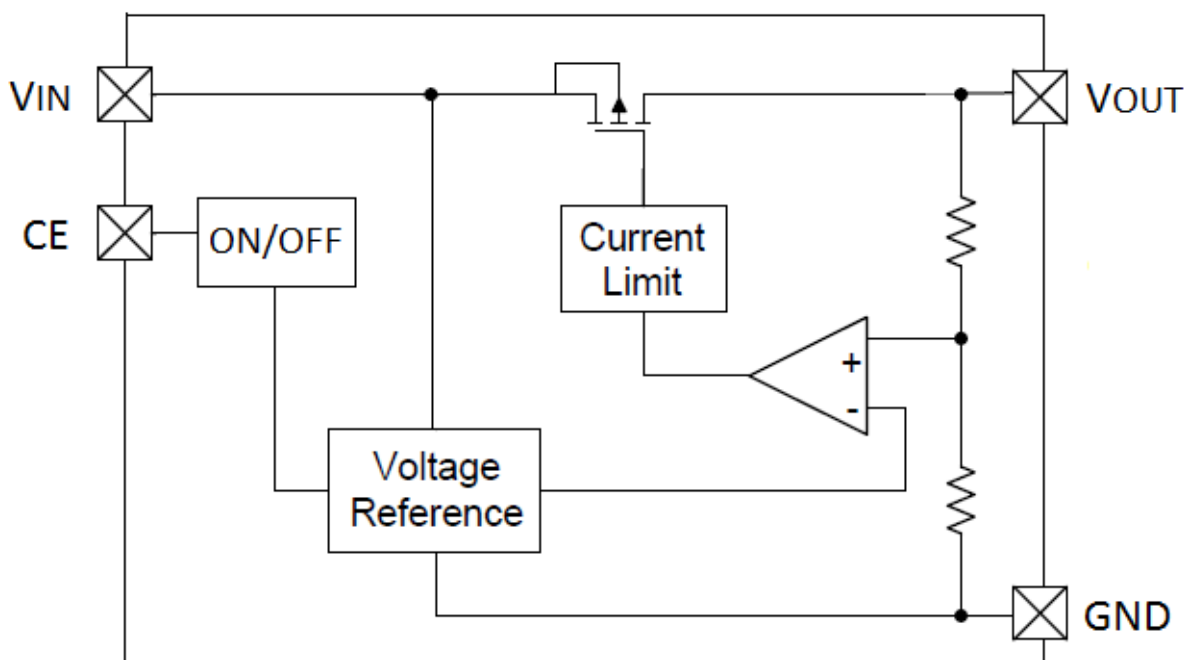 VIN
VOUT
CE
ON/OFF
Current
Limit
+
-
Voltage
Reference
GND